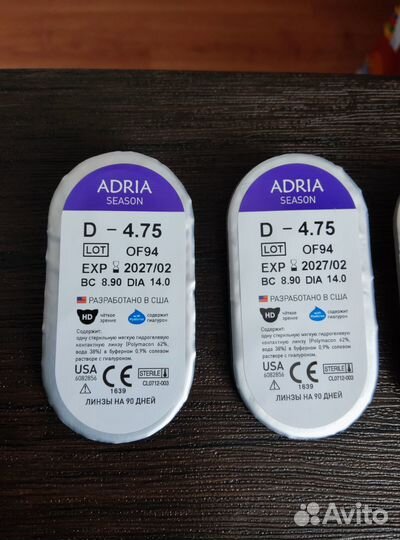 ADRIA
SEASON
D - 4.75
LOT OF94
EXP 2027/02
BC 8.90 DIA 14.0
РАЗРАБОТАНО В США
HD чёткое зрение содержит гиалурон
Содержит:
одну стерильную мягкую гидрогелевую
контактную линзу (Polymacon 62%,
вода 38%) в буферном 0,9% солевом
растворе с гиалуроном.
USA CE STERILE
6082856 1639 CL0712-003
ЛИНЗЫ НА 90 ДНЕЙ
ADRIA
SEASON
D - 4.75
LOT OF94
EXP 2027/02
BC 8.90 DIA 14.0
РАЗРАБОТАНО В США
HD чёткое зрение содержит гиалурон
Содержит:
одну стерильную мягкую гидрогелевую
контактную линзу (Polymacon 62%,
вода 38%) в буферном 0,9% солевом
растворе с гиалуроном.
USA CE STERILE
6082856 1639 CL0712-003
ЛИНЗЫ НА 90 ДНЕЙ
Avito